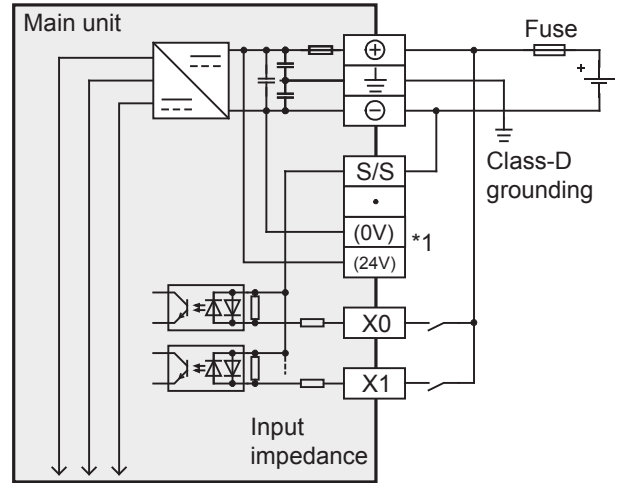 Main unit
Fuse
+
Class-D
grounding
S/S
•
(0V)
*1
(24V)
X0
X1
Input
impedance